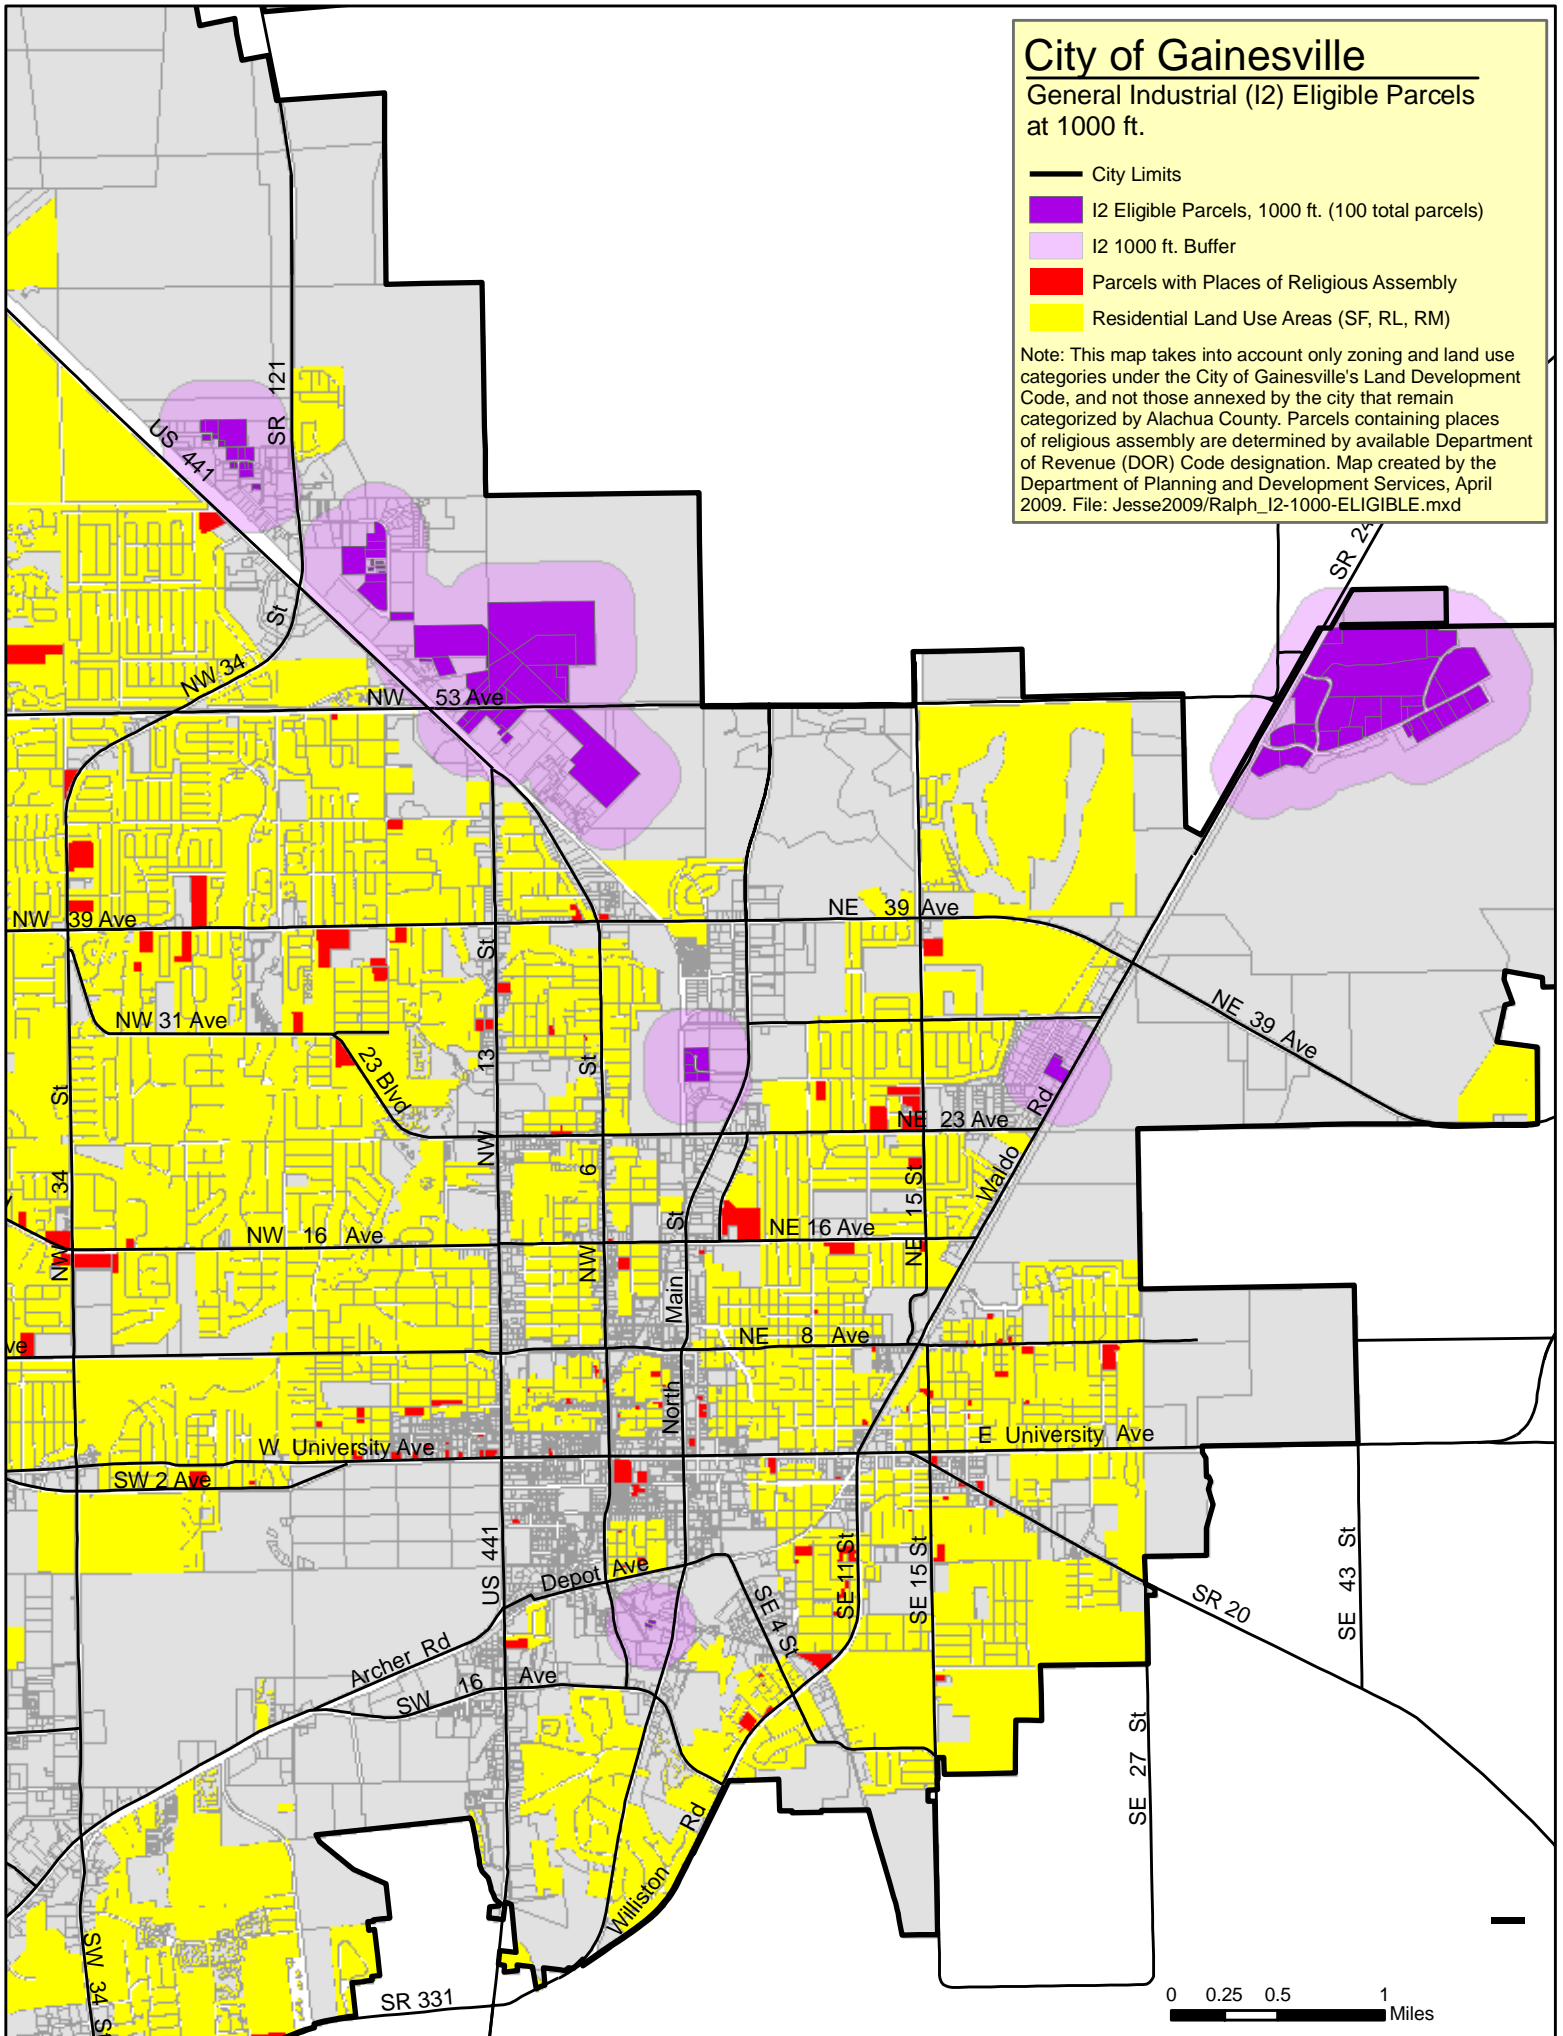 City of Gainesville
General Industrial (I2) Eligible Parcels
at 1000 ft.
City Limits
I2 Eligible Parcels, 1000 ft. (100 total parcels)
I2 1000 ft. Buffer
Parcels with Places of Religious Assembly
Residential Land Use Areas (SF, RL, RM)
Note: This map takes into account only zoning and land use
categories under the City of Gainesville's Land Development
Code, and not those annexed by the city that remain
categorized by Alachua County. Parcels containing places
of religious assembly are determined by available Department
of Revenue (DOR) Code designation. Map created by the
Department of Planning and Development Services, April
2009. File: Jesse2009/Ralph_I2-1000-ELIGIBLE.mxd
SR 121
US 441
SR 24
NW 34 St
NW 53 Ave
NW 39 Ave
NE 39 Ave
NE 39 Ave
NW 31 Ave
23 Blvd
NW 13 St
NW 6 St
NW 34 St
NE 23 Ave
Waldo Rd
NE 15 St
NW 16 Ave
NE 16 Ave
North Main St
NE 8 Ave
ve
W University Ave
E University Ave
SW 2 Ave
US 441
Depot Ave
SE 4 St
SE 11 St
SE 15 St
SR 20
SE 43 St
Archer Rd
SW 16 Ave
SE 27 St
Williston Rd
SW 34 St
SR 331
0 0.25 0.5 1
Miles